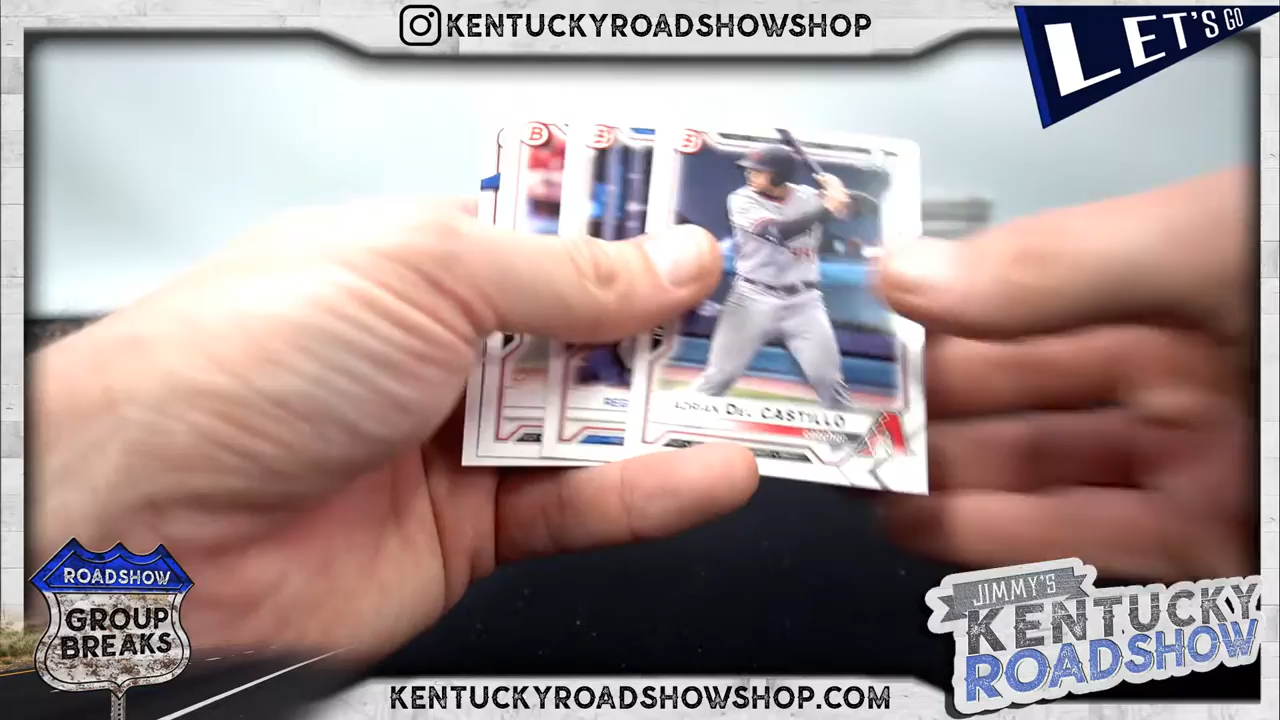 KENTUCKYROADSHOWSHOP
LET'S GO
B
B
B
ADRIAN DEL CASTILLO
ROADSHOW
GROUP
BREAKS
JIMMY'S
KENTUCKY
ROADSHOW
KENTUCKYROADSHOWSHOP.COM